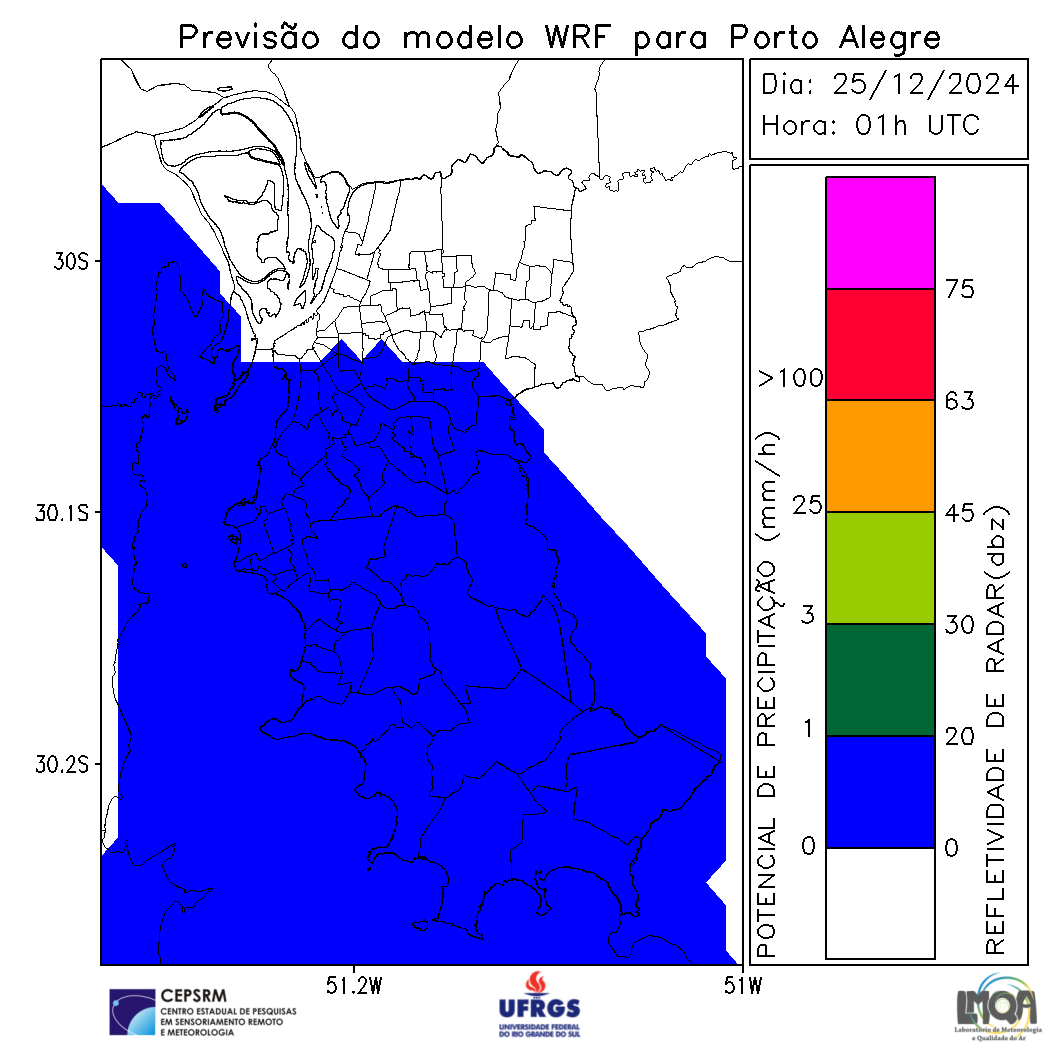 Previsão do modelo WRF para Porto Alegre
Dia: 25/12/2024
Hora: 01h UTC
30S
30.1S
30.2S
51.2W
51W
POTENCIAL DE PRECIPITAÇÃO (mm/h)
>100
25
3
1
0
75
63
45
30
20
0
REFLETIVIDADE DE RADAR(dbz)
CEPSRM
CENTRO ESTADUAL DE PESQUISAS
EM SENSORIAMENTO REMOTO
E METEOROLOGIA
UFRGS
UNIVERSIDADE FEDERAL
DO RIO GRANDE DO SUL
LMQA
Laboratório de Meteorologia
e Qualidade do Ar